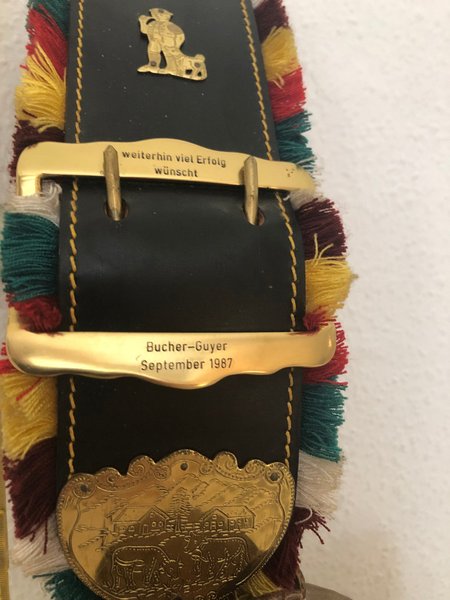 weiterhin viel Erfolg
wünscht
Bucher-Guyer
September 1987